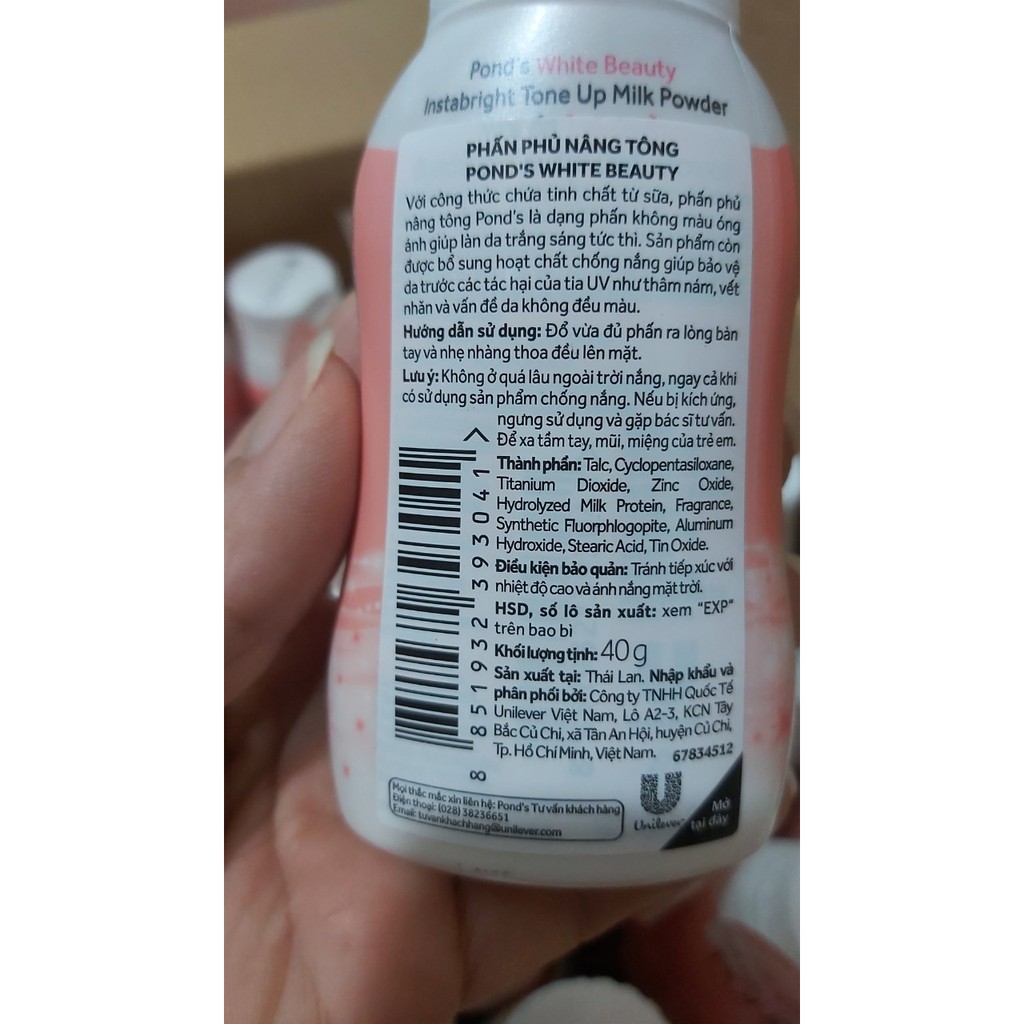 Pond's White Beauty
Instabright Tone Up Milk Powder
PHẤN PHỦ NÂNG TÔNG
POND'S WHITE BEAUTY
Với công thức chứa tinh chất từ sữa, phấn phủ
nâng tông Pond's là dạng phấn không màu óng
ánh giúp làn da trắng sáng tức thì. Sản phẩm còn
được bổ sung hoạt chất chống nắng giúp bảo vệ
da trước các tác hại của tia UV như thâm nám, vết
nhăn và vấn đề da không đều màu.
Hướng dẫn sử dụng: Đổ vừa đủ phấn ra lòng bàn
tay và nhẹ nhàng thoa đều lên mặt.
Lưu ý: Không ở quá lâu ngoài trời nắng, ngay cả khi
có sử dụng sản phẩm chống nắng. Nếu bị kích ứng,
ngưng sử dụng và gặp bác sĩ tư vấn.
Để xa tầm tay, mũi, miệng của trẻ em.
Thành phần: Talc, Cyclopentasiloxane,
Titanium Dioxide, Zinc Oxide,
Hydrolyzed Milk Protein, Fragrance,
Synthetic Fluorphlogopite, Aluminum
Hydroxide, Stearic Acid, Tin Oxide.
Điều kiện bảo quản: Tránh tiếp xúc với
nhiệt độ cao và ánh nắng mặt trời.
HSD, số lô sản xuất: xem "EXP"
trên bao bì
Khối lượng tịnh: 40 g
Sản xuất tại: Thái Lan. Nhập khẩu và
phân phối bởi: Công ty TNHH Quốc Tế
Unilever Việt Nam, Lô A2-3, KCN Tây
Bắc Củ Chi, xã Tân An Hội, huyện Củ Chi,
Tp. Hồ Chí Minh, Việt Nam. 67834512
8 851932 393041 >
Mọi thắc mắc xin liên hệ: Pond's Tư vấn khách hàng
Điện thoại: (028) 38236651
Email: tuvankhachhang@unilever.com
Unilever
Mở
tại đây